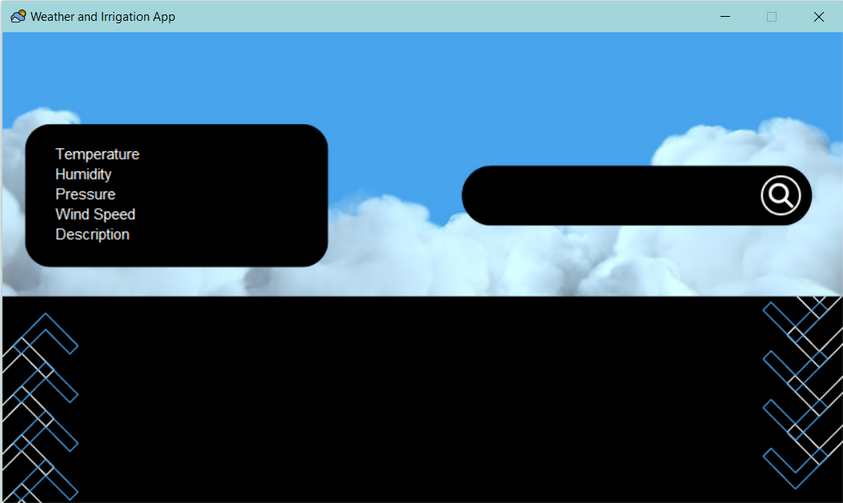 Weather and Irrigation App
Temperature
Humidity
Pressure
Wind Speed
Description